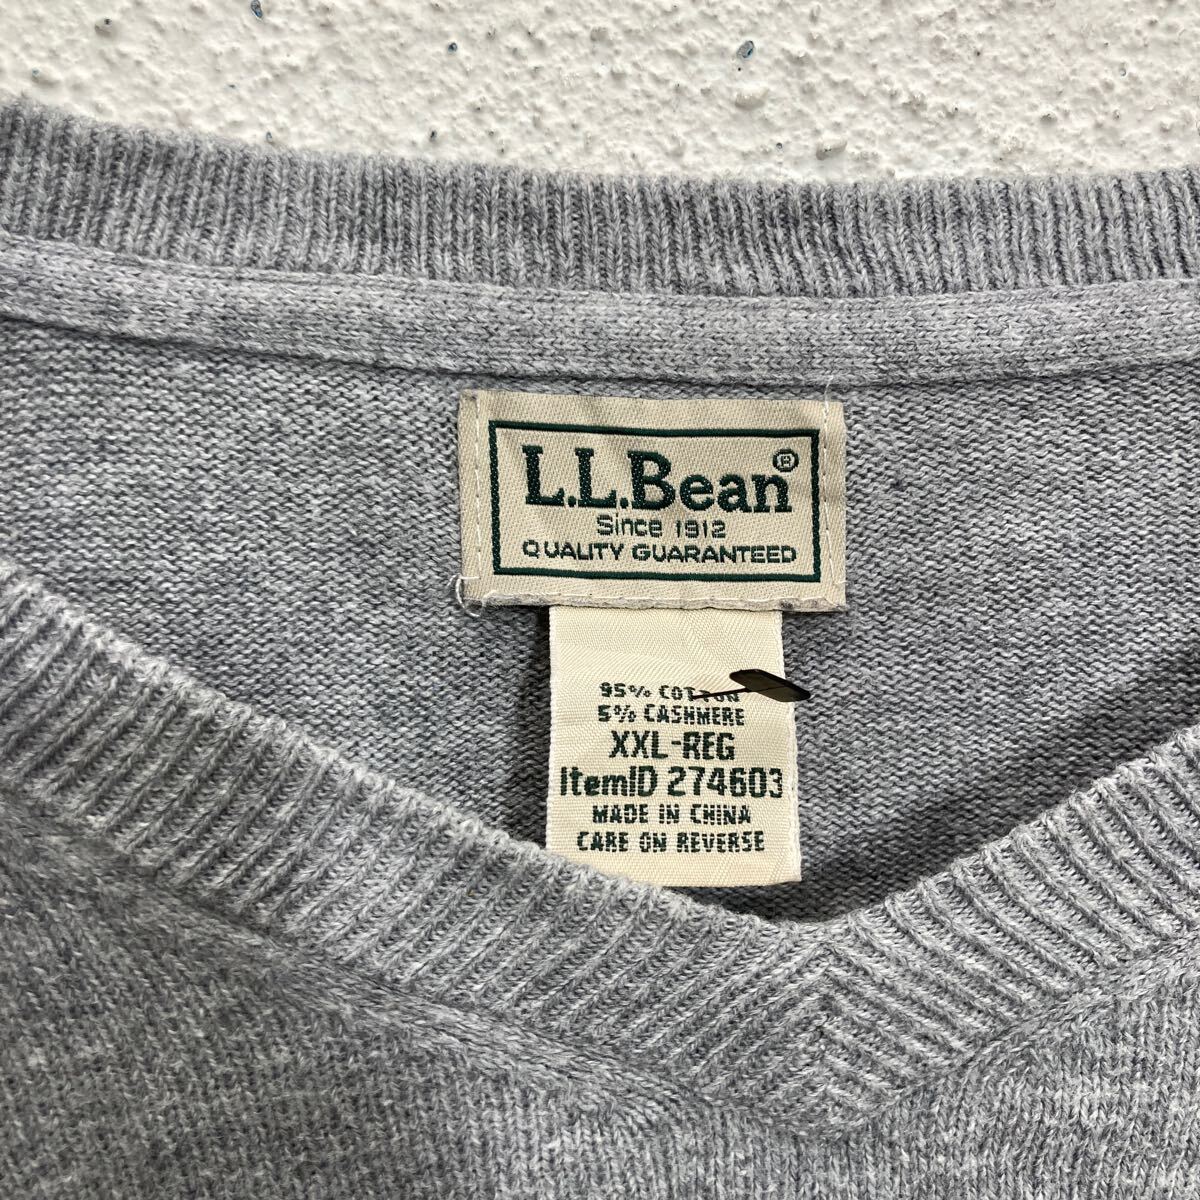 L.L.Bean®
Since 1912
QUALITY GUARANTEED
95% COTTON
5% CASHMERE
XXL-REG
ItemID 274603
MADE IN CHINA
CARE ON REVERSE